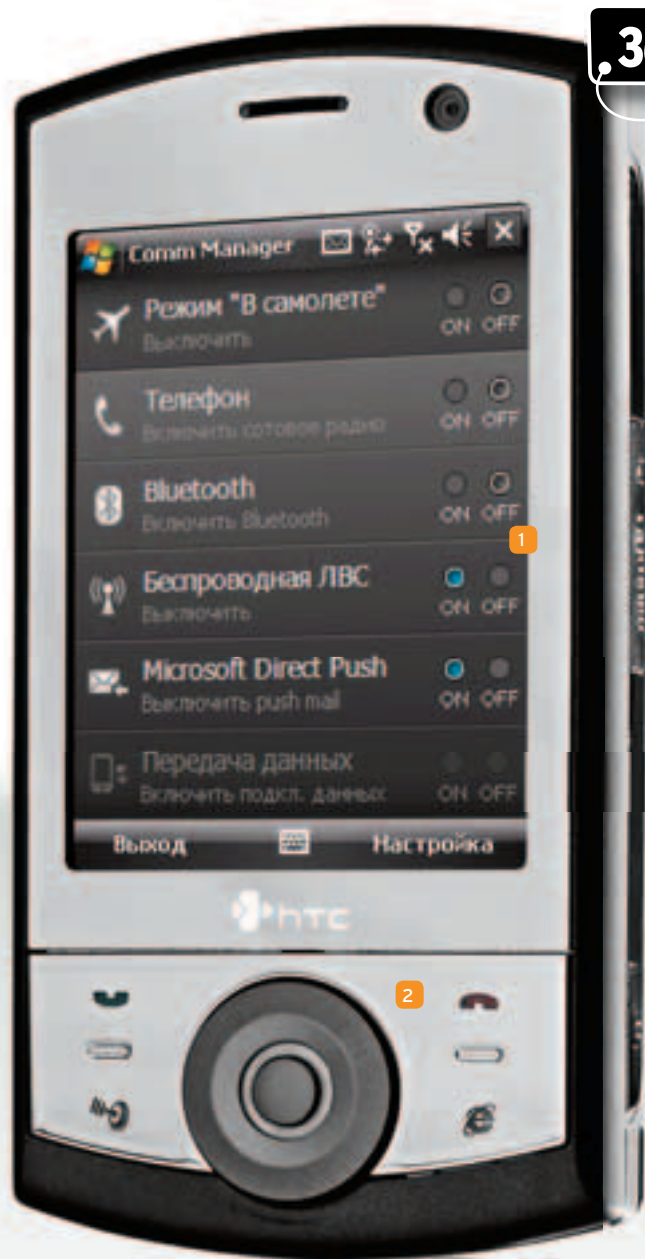 Comm Manager
Режим "В самолете"
Выключить
ON OFF
Телефон
Включить сотовое радио
ON OFF
Bluetooth
Включить Bluetooth
ON OFF
1
Беспроводная ЛВС
Выключить
ON OFF
Microsoft Direct Push
Выключить push mail
ON OFF
Передача данных
Включить подкл. данных
ON OFF
Выход Настройка
hTC
2